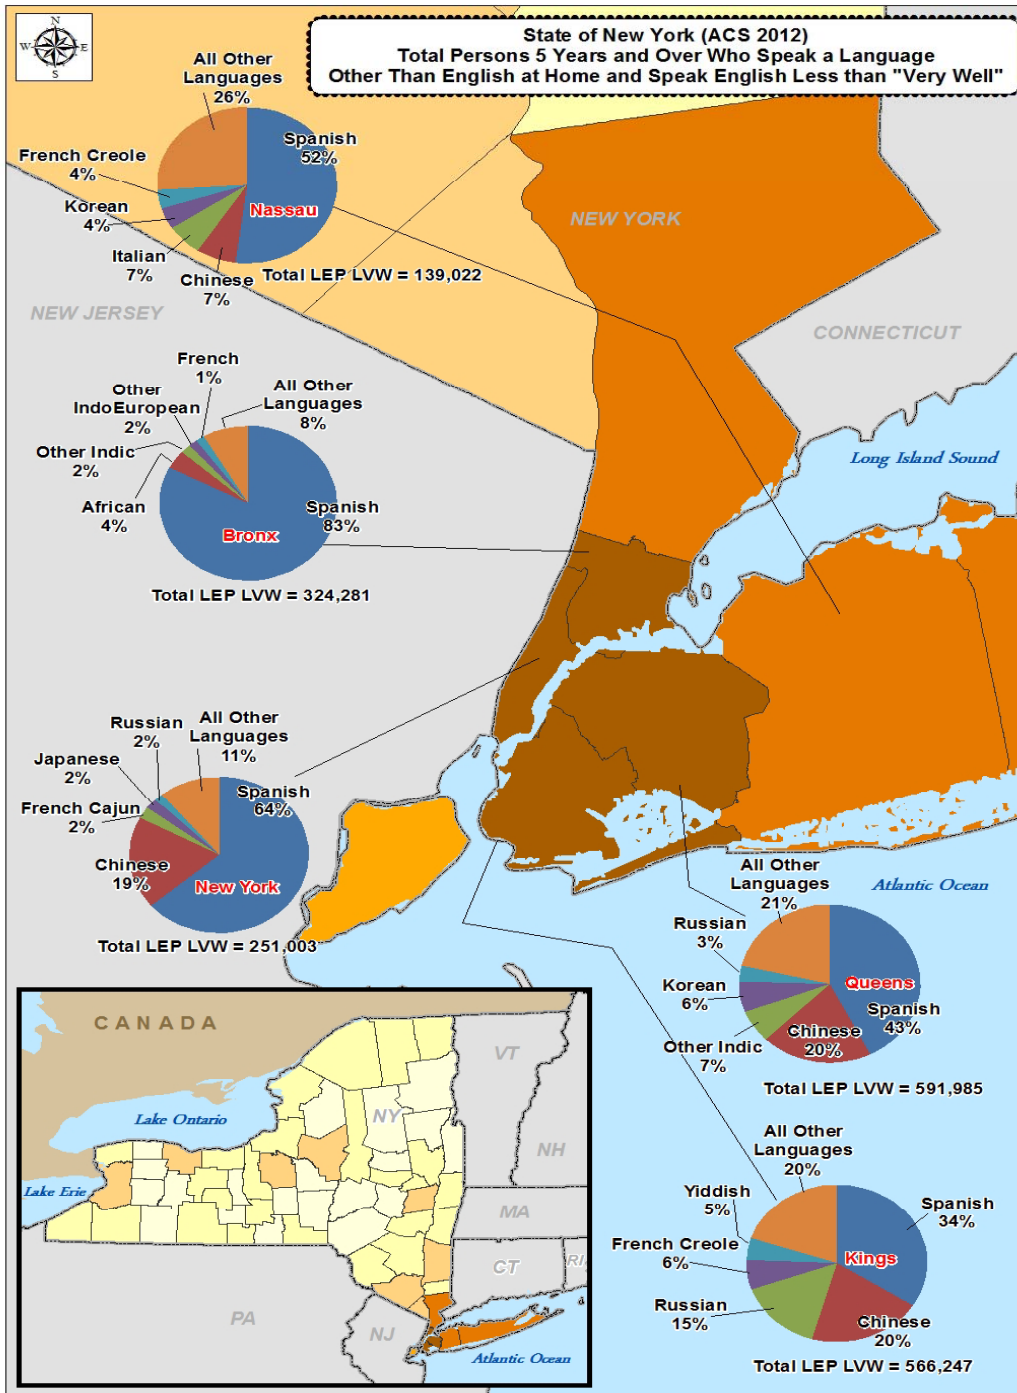 N
W
E
S
State of New York (ACS 2012)
Total Persons 5 Years and Over Who Speak a Language
Other Than English at Home and Speak English Less than "Very Well"
All Other
Languages
26%
Spanish
52%
French Creole
4%
Korean
4%
Nassau
Italian
7%
Chinese
7%
Total LEP LVW = 139,022
NEW YORK
NEW JERSEY
CONNECTICUT
French
1%
Other
IndoEuropean
2%
All Other
Languages
8%
Other Indic
2%
African
4%
Spanish
83%
Bronx
Total LEP LVW = 324,281
Long Island Sound
Russian
2%
All Other
Languages
11%
Japanese
2%
Spanish
64%
French Cajun
2%
Chinese
19%
New York
Total LEP LVW = 251,003
All Other
Languages
21%
Atlantic Ocean
Russian
3%
Korean
6%
Queens
Spanish
43%
Chinese
20%
Other Indic
7%
Total LEP LVW = 591,985
All Other
Languages
20%
Yiddish
5%
Spanish
34%
French Creole
6%
Kings
Russian
15%
Chinese
20%
Total LEP LVW = 566,247
CANADA
VT
Lake Ontario
NY
NH
Lake Erie
MA
CT
RI
PA
NJ
Atlantic Ocean